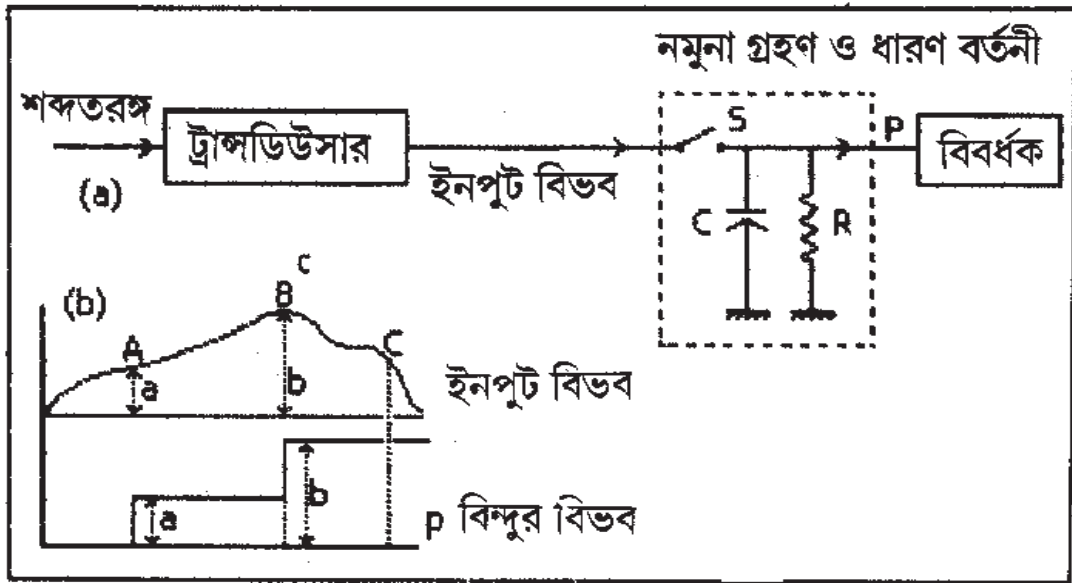 নমুনা গ্রহণ ও ধারণ বর্তনী
শব্দতরঙ্গ
ট্রান্সডিউসার
ইনপুট বিভব
S
P
বিবর্ধক
(a)
C
R
(b)
c
A
B
C
a
b
ইনপুট বিভব
a
b
p বিন্দুর বিভব